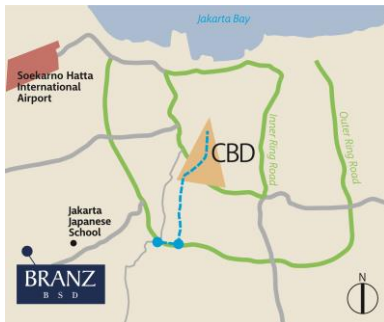 Jakarta Bay
Soekarno Hatta
International
Airport
CBD
Inner Ring Road
Outer Ring Road
Jakarta
Japanese
School
BRANZ
BSD
N